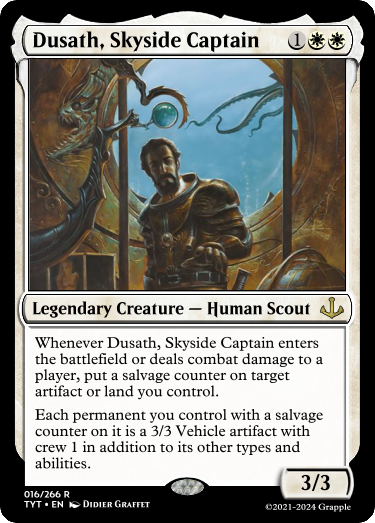 Dusath, Skyside Captain 1
Legendary Creature — Human Scout
Whenever Dusath, Skyside Captain enters
the battlefield or deals combat damage to a
player, put a salvage counter on target
artifact or land you control.
Each permanent you control with a salvage
counter on it is a 3/3 Vehicle artifact with
crew 1 in addition to its other types and
abilities.
3/3
016/266 R
TYT • EN Didier Graffet
©2021-2024 Grapple